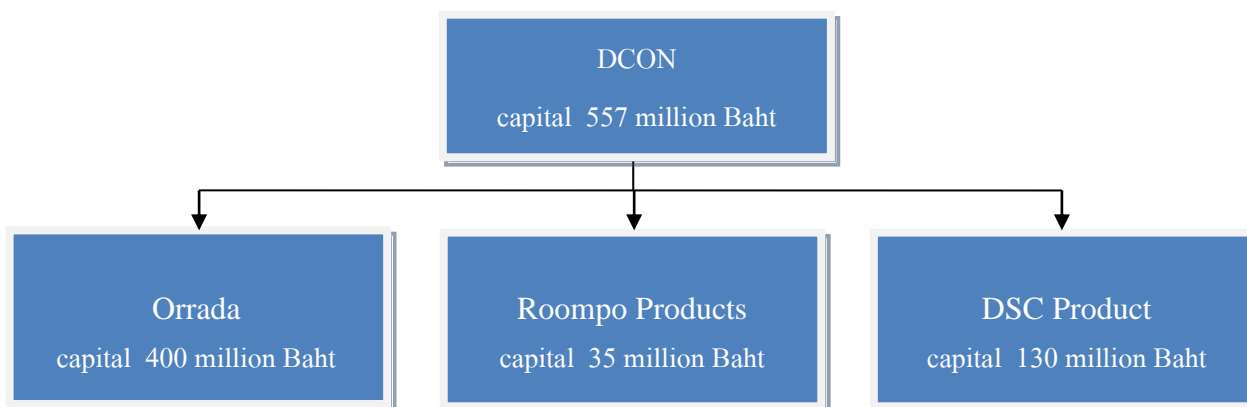 DCON
capital 557 million Baht
Orrada
capital 400 million Baht
Roompo Products
capital 35 million Baht
DSC Product
capital 130 million Baht